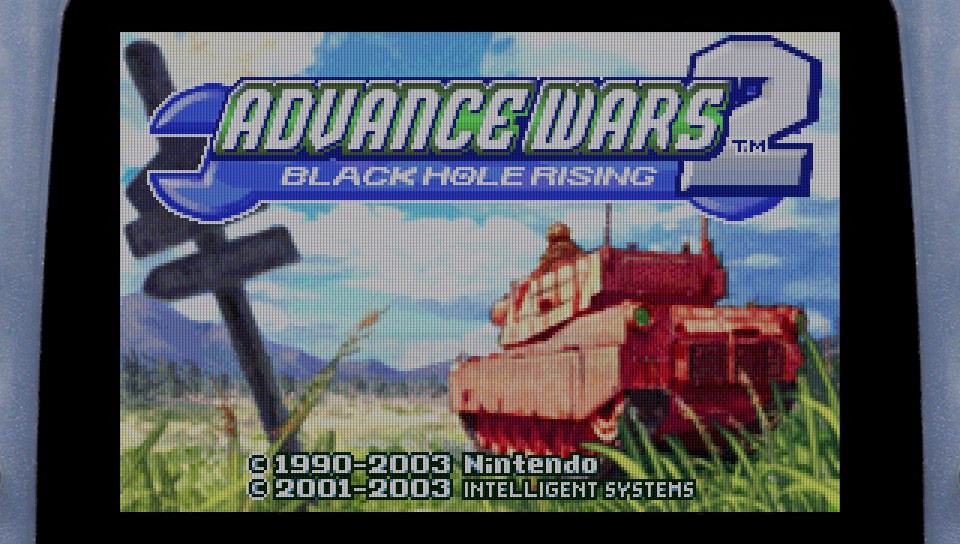 ADVANCE WARS 2 TM
BLACK HOLE RISING
© 1990-2003 Nintendo
© 2001-2003 INTELLIGENT SYSTEMS